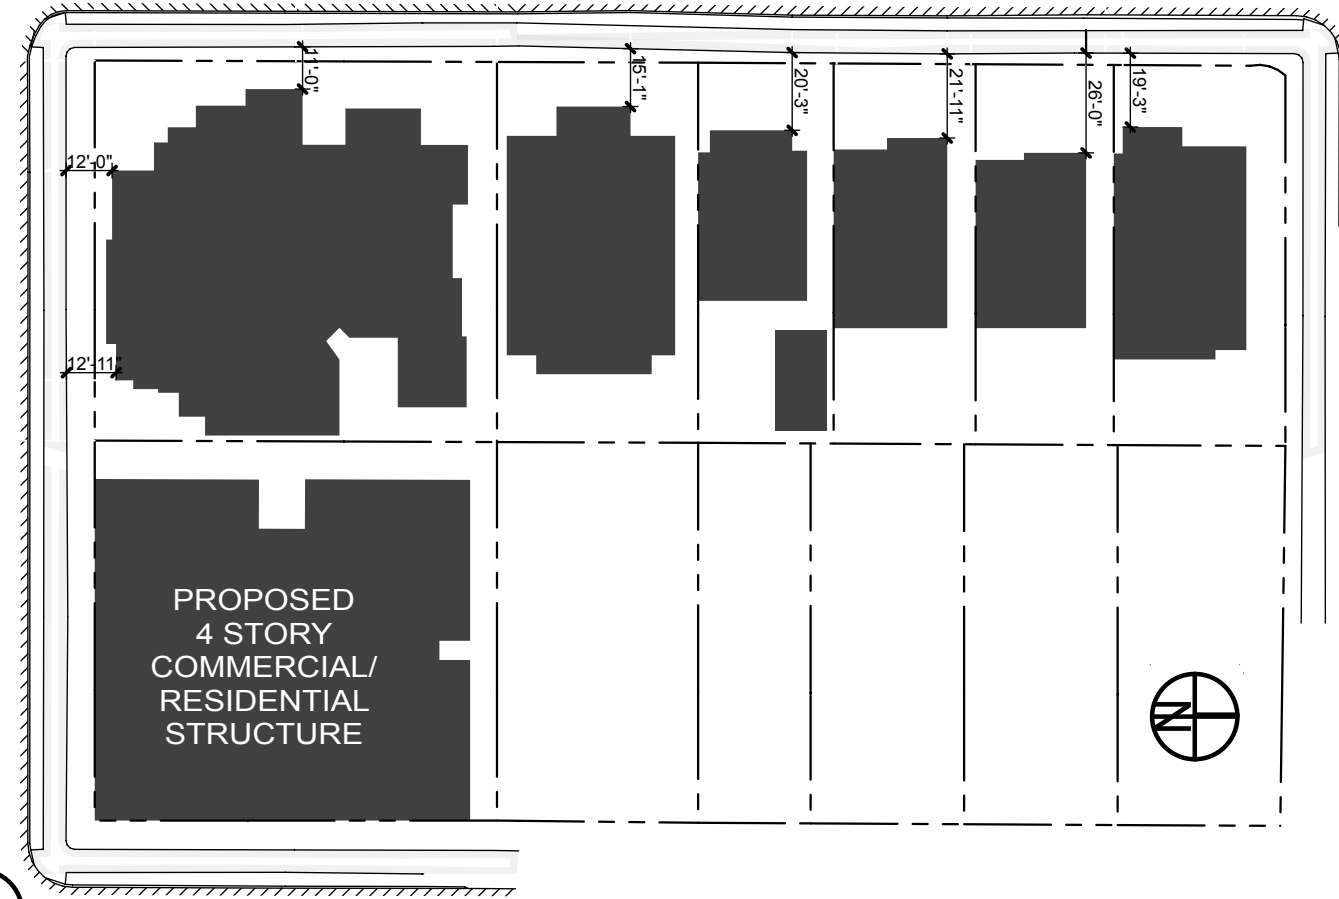 11'-0"
15'-1"
20'-3"
21'-11"
26'-0"
19'-3"
12'-0"
12'-11"
PROPOSED
4 STORY
COMMERCIAL/
RESIDENTIAL
STRUCTURE
N